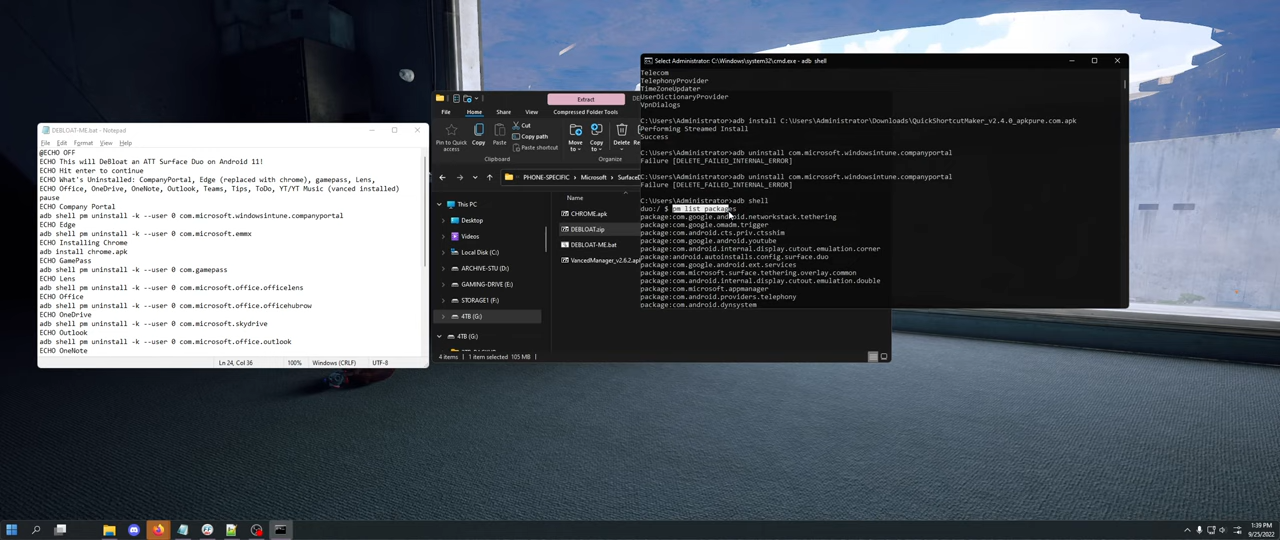 DEBLOAT-ME.bat - Notepad
File Edit Format View Help
@ECHO OFF
ECHO This will DeBloat an ATT Surface Duo on Android 11!
ECHO Hit enter to continue
ECHO What's Uninstalled: CompanyPortal, Edge (replaced with chrome), gamepass, Lens,
ECHO Office, OneDrive, OneNote, Outlook, Teams, Tips, ToDo, YT/YT Music (vanced installed)
pause
ECHO Company Portal
adb shell pm uninstall -k --user 0 com.microsoft.windowsintune.companyportal
ECHO Edge
adb shell pm uninstall -k --user 0 com.microsoft.emmx
ECHO Installing Chrome
adb install chrome.apk
ECHO GamePass
adb shell pm uninstall -k --user 0 com.gamepass
ECHO Lens
adb shell pm uninstall -k --user 0 com.microsoft.office.officelens
ECHO Office
adb shell pm uninstall -k --user 0 com.microsoft.office.officehubrow
ECHO OneDrive
adb shell pm uninstall -k --user 0 com.microsoft.skydrive
ECHO Outlook
adb shell pm uninstall -k --user 0 com.microsoft.office.outlook
ECHO OneNote
Ln 24, Col 36 100% Windows (CRLF) UTF-8
Extract
File Home Share View Compressed Folder Tools
Pin to Quick access
Copy
Paste
Cut
Copy path
Paste shortcut
Move to
Copy to
Delete
Clipboard
Organize
PHONE-SPECIFIC Microsoft
This PC
Desktop
Videos
Local Disk (C:)
ARCHIVE-STU (D:)
GAMING-DRIVE (E:)
STORAGE1 (F:)
4TB (G:)
4TB (G:)
Name
CHROME.apk
DEBLOAT.zip
DEBLOAT-ME.bat
4 items 1 item selected 105 MB
Select Administrator: C:\Windows\system32\cmd.exe - adb shell
Telecom
TelephonyProvider
TimeZoneUpdater
UserDictionaryProvider
VpnDialogs
C:\Users\Administrator>adb install C:\Users\Administrator\Downloads\QuickShortcutMaker_v2.4.0_apkpure.com.apk
Performing Streamed Install
Success
C:\Users\Administrator>adb uninstall com.microsoft.windowsintune.companyportal
Failure [DELETE_FAILED_INTERNAL_ERROR]
C:\Users\Administrator>adb uninstall com.microsoft.windowsintune.companyportal
Failure [DELETE_FAILED_INTERNAL_ERROR]
C:\Users\Administrator>adb shell
duo:/ $ pm list packages
package:com.google.android.networkstack.tethering
package:com.google.omadm.trigger
package:com.android.cts.priv.ctsshim
package:com.google.android.youtube
package:com.android.internal.display.cutout.emulation.corner
package:android.autoinstalls.config.surface.duo
package:com.google.android.ext.services
package:com.microsoft.surface.tethering.overlay.common
package:com.android.internal.display.cutout.emulation.double
package:com.microsoft.appmanager
package:com.android.providers.telephony
package:com.android.dynsystem
1:39 PM
9/25/2022